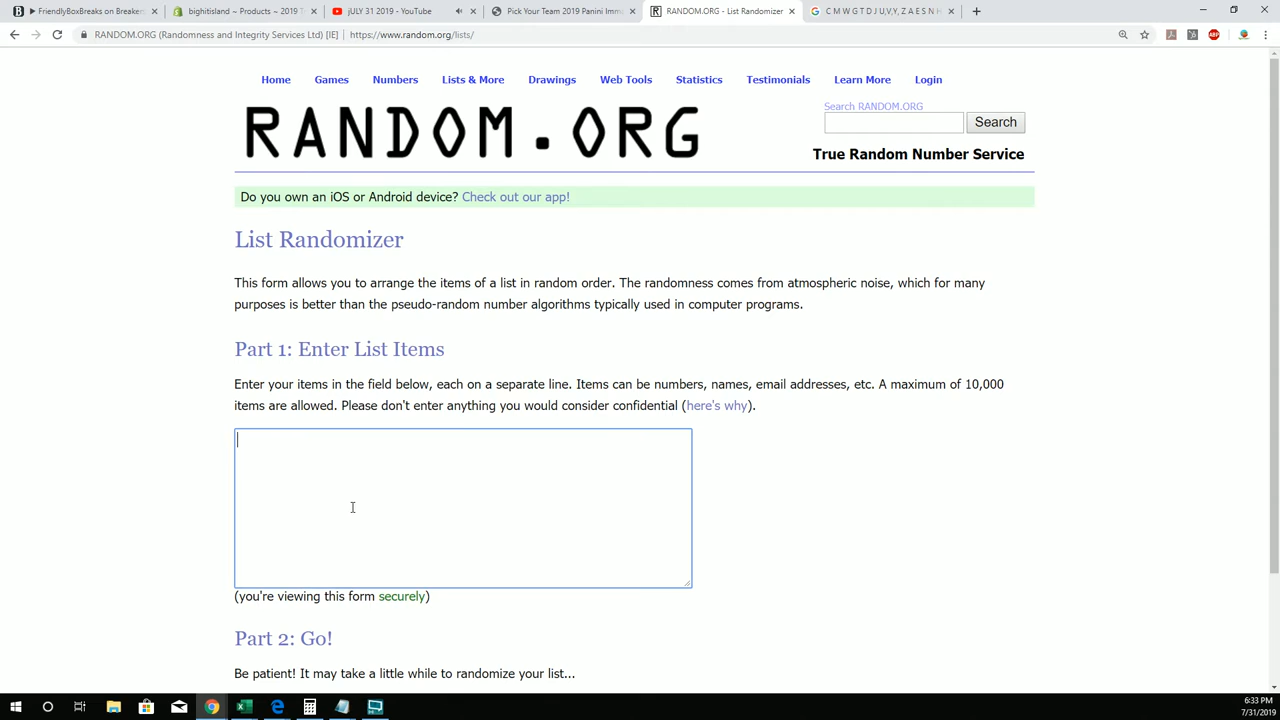 FriendlyBoxBreaks on Breaker
bighitisland ~ Products ~ 2019 T
jULY 31 2019 - YouTube
Pick Your Team 2019 Panini Imm
RANDOM.ORG - List Randomizer
C M W G T D J U,V,Y, Z A E S N H
RANDOM.ORG (Randomness and Integrity Services Ltd) [IE]
https://www.random.org/lists/
Home Games Numbers Lists & More Drawings Web Tools Statistics Testimonials Learn More Login
RANDOM.ORG
Search RANDOM.ORG
Search
True Random Number Service
Do you own an iOS or Android device? Check out our app!
List Randomizer
This form allows you to arrange the items of a list in random order. The randomness comes from atmospheric noise, which for many
purposes is better than the pseudo-random number algorithms typically used in computer programs.
Part 1: Enter List Items
Enter your items in the field below, each on a separate line. Items can be numbers, names, email addresses, etc. A maximum of 10,000
items are allowed. Please don't enter anything you would consider confidential (here's why).
(you're viewing this form securely)
Part 2: Go!
Be patient! It may take a little while to randomize your list...
6:33 PM
7/31/2019